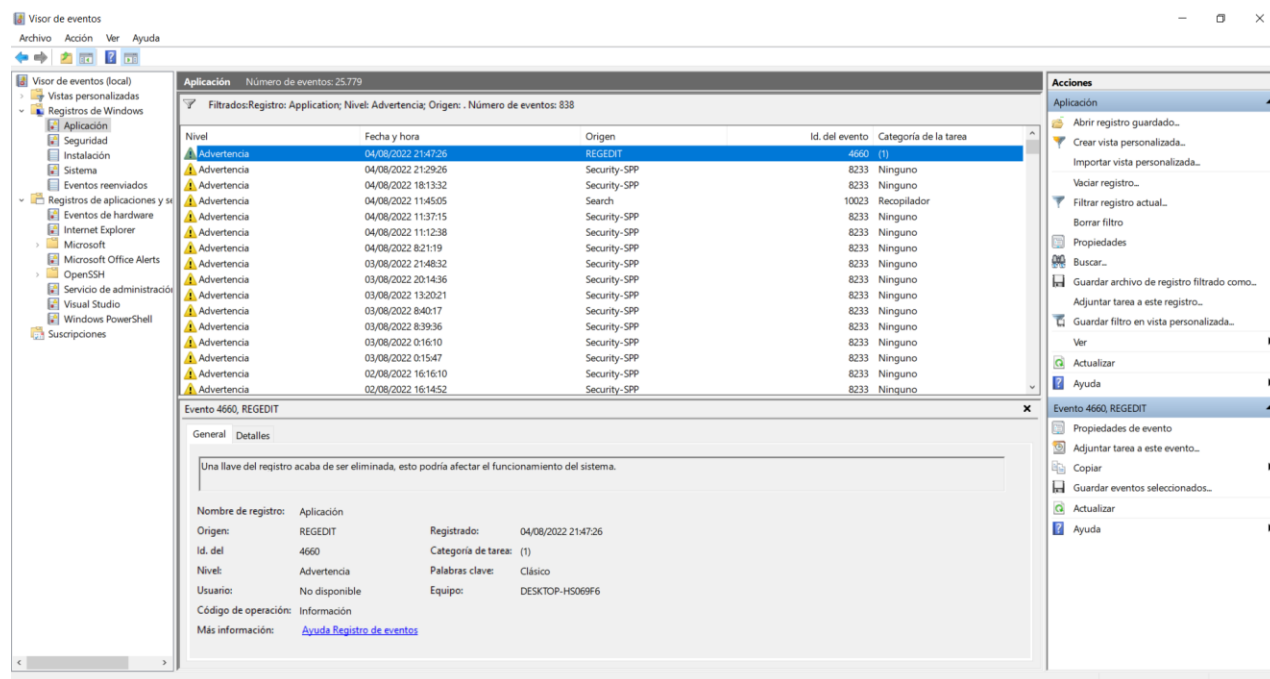 Visor de eventos
Archivo Acción Ver Ayuda
Visor de eventos (local)
Vistas personalizadas
Registros de Windows
Aplicación
Seguridad
Instalación
Sistema
Eventos reenviados
Registros de aplicaciones y se
Eventos de hardware
Internet Explorer
Microsoft
Microsoft Office Alerts
OpenSSH
Servicio de administración
Visual Studio
Windows PowerShell
Suscripciones
Aplicación Número de eventos: 25.779
Filtrados:Registro: Application; Nivel: Advertencia; Origen: . Número de eventos: 838
Nivel Fecha y hora Origen Id. del evento Categoría de la tarea
Advertencia 04/08/2022 21:47:26 REGEDIT 4660 (1)
Advertencia 04/08/2022 21:29:26 Security-SPP 8233 Ninguno
Advertencia 04/08/2022 18:13:32 Security-SPP 8233 Ninguno
Advertencia 04/08/2022 11:45:05 Search 10023 Recopilador
Advertencia 04/08/2022 11:37:15 Security-SPP 8233 Ninguno
Advertencia 04/08/2022 11:12:38 Security-SPP 8233 Ninguno
Advertencia 04/08/2022 8:21:19 Security-SPP 8233 Ninguno
Advertencia 03/08/2022 21:48:32 Security-SPP 8233 Ninguno
Advertencia 03/08/2022 20:14:36 Security-SPP 8233 Ninguno
Advertencia 03/08/2022 13:20:21 Security-SPP 8233 Ninguno
Advertencia 03/08/2022 8:40:17 Security-SPP 8233 Ninguno
Advertencia 03/08/2022 8:39:36 Security-SPP 8233 Ninguno
Advertencia 03/08/2022 0:16:10 Security-SPP 8233 Ninguno
Advertencia 03/08/2022 0:15:47 Security-SPP 8233 Ninguno
Advertencia 02/08/2022 16:16:10 Security-SPP 8233 Ninguno
Advertencia 02/08/2022 16:14:52 Security-SPP 8233 Ninguno
Evento 4660, REGEDIT
General Detalles
Una llave del registro acaba de ser eliminada, esto podría afectar el funcionamiento del sistema.
Nombre de registro: Aplicación
Origen: REGEDIT Registrado: 04/08/2022 21:47:26
Id. del 4660 Categoría de tarea: (1)
Nivel: Advertencia Palabras clave: Clásico
Usuario: No disponible Equipo: DESKTOP-HS069F6
Código de operación: Información
Más información: Ayuda Registro de eventos
Acciones
Aplicación
Abrir registro guardado...
Crear vista personalizada...
Importar vista personalizada...
Vaciar registro...
Filtrar registro actual...
Borrar filtro
Propiedades
Buscar...
Guardar archivo de registro filtrado como...
Adjuntar tarea a este registro...
Guardar filtro en vista personalizada...
Ver
Actualizar
Ayuda
Evento 4660, REGEDIT
Propiedades de evento
Adjuntar tarea a este evento...
Copiar
Guardar eventos seleccionados...
Actualizar
Ayuda